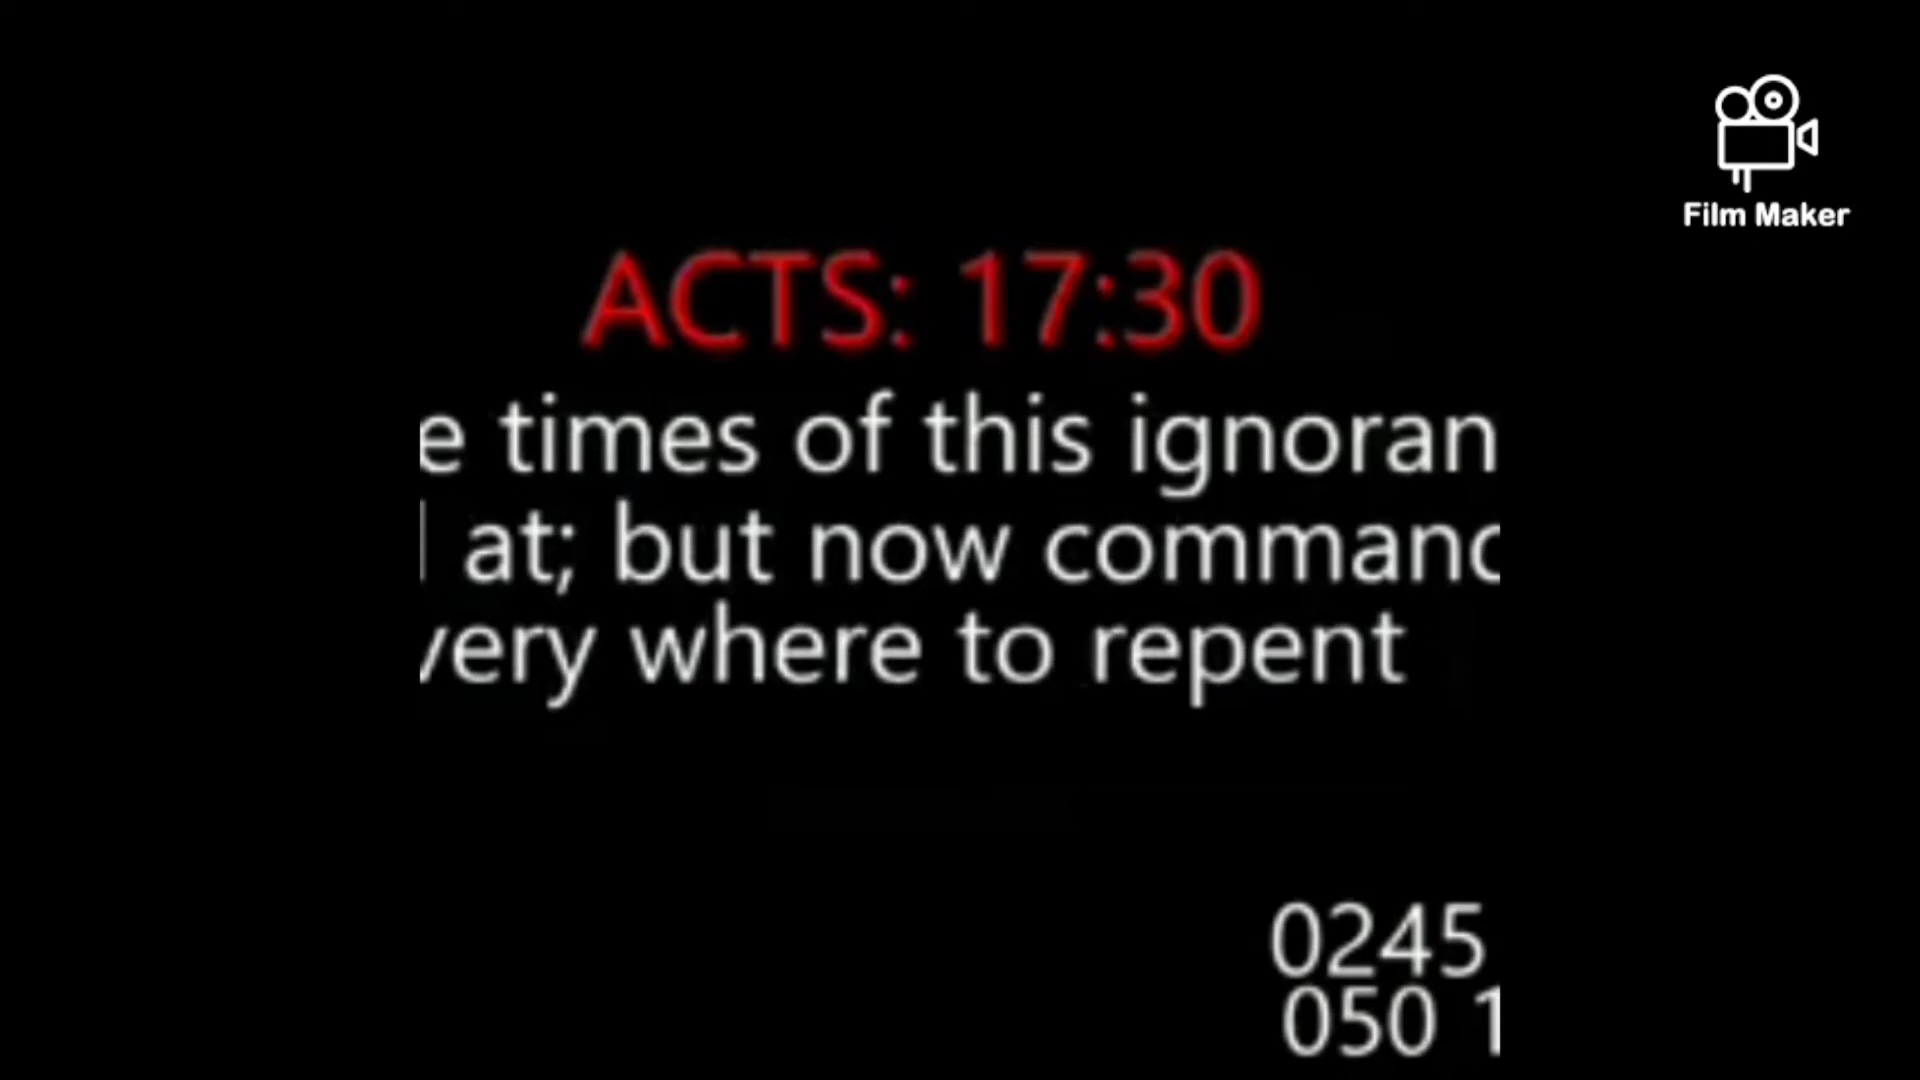 Film Maker
ACTS: 17:30
e times of this ignoran
at; but now command
very where to repent
0245
050 1